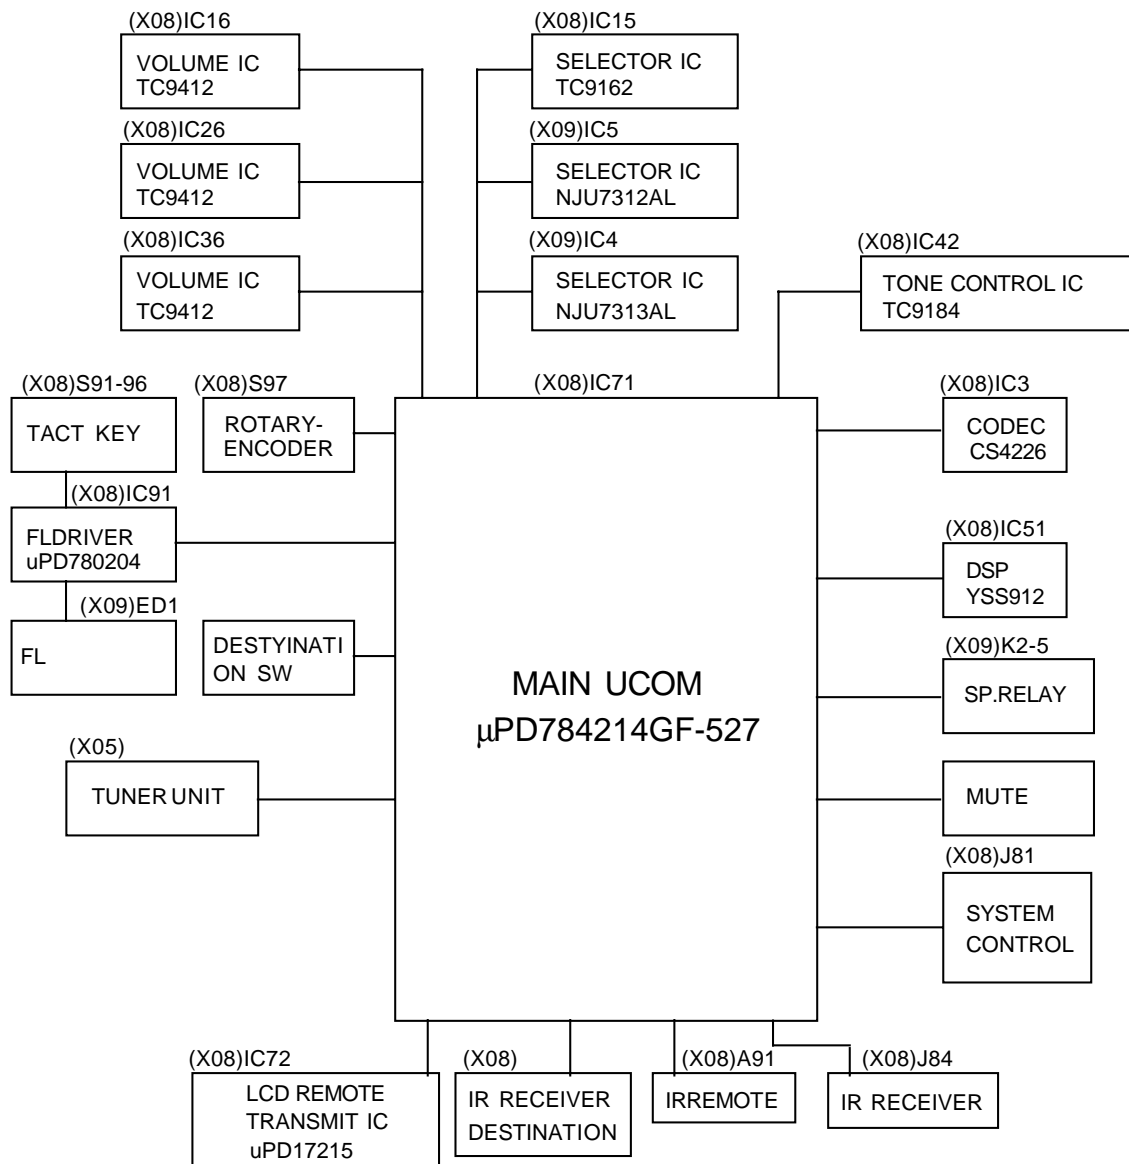 (X08)IC16
VOLUME IC
TC9412
(X08)IC26
VOLUME IC
TC9412
(X08)IC36
VOLUME IC
TC9412
(X08)IC15
SELECTOR IC
TC9162
(X09)IC5
SELECTOR IC
NJU7312AL
(X09)IC4
SELECTOR IC
NJU7313AL
(X08)IC42
TONE CONTROL IC
TC9184
(X08)S91-96
TACT KEY
(X08)S97
ROTARY-
ENCODER
(X08)IC71
(X08)IC3
CODEC
CS4226
(X08)IC91
FLDRIVER
uPD780204
(X08)IC51
DSP
YSS912
(X09)ED1
FL
DESTYINATI
ON SW
(X09)K2-5
SP.RELAY
MAIN UCOM
µPD784214GF-527
(X05)
TUNER UNIT
MUTE
(X08)J81
SYSTEM
CONTROL
(X08)IC72
LCD REMOTE
TRANSMIT IC
uPD17215
(X08)
IR RECEIVER
DESTINATION
(X08)A91
IRREMOTE
(X08)J84
IR RECEIVER